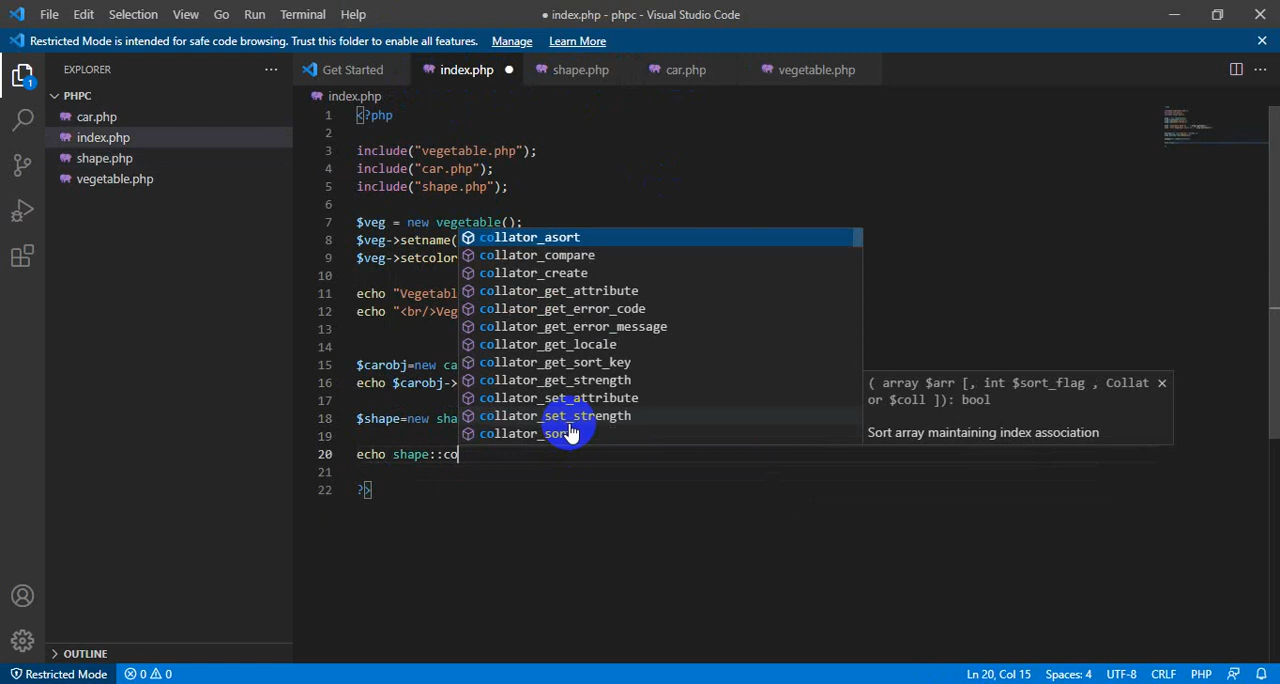 File Edit Selection View Go Run Terminal Help
● index.php - phpc - Visual Studio Code
Restricted Mode is intended for safe code browsing. Trust this folder to enable all features. Manage Learn More
EXPLORER
PHPC
car.php
index.php
shape.php
vegetable.php
OUTLINE
1
Get Started index.php shape.php car.php vegetable.php
index.php
1 <?php
2
3 include("vegetable.php");
4 include("car.php");
5 include("shape.php");
6
7 $veg = new vegetable();
8 $veg->setname(
9 $veg->setcolor
10
11 echo "Vegetabl
12 echo "<br/>Veg
13
14
15 $carobj=new ca
16 echo $carobj->
17
18 $shape=new sha
19
20 echo shape::co
21
22 ?>
collator_asort
collator_compare
collator_create
collator_get_attribute
collator_get_error_code
collator_get_error_message
collator_get_locale
collator_get_sort_key
collator_get_strength
collator_set_attribute
collator_set_strength
collator_sort
( array $arr [, int $sort_flag , Collat
or $coll ]): bool
Sort array maintaining index association
Restricted Mode 0 0 Ln 20, Col 15 Spaces: 4 UTF-8 CRLF PHP